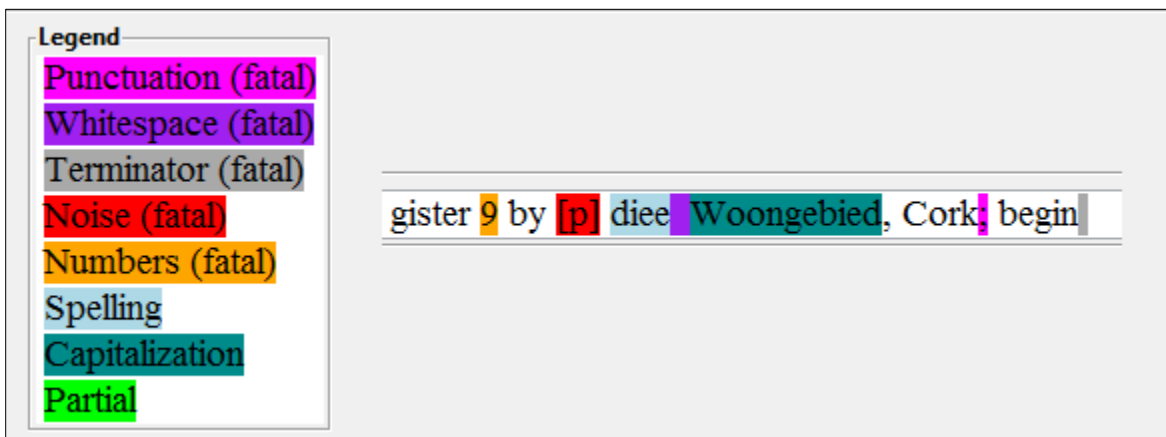 Legend
Punctuation (fatal)
Whitespace (fatal)
Terminator (fatal)
Noise (fatal)
Numbers (fatal)
Spelling
Capitalization
Partial
gister 9 by [p] diee  Woongebied, Cork; begin